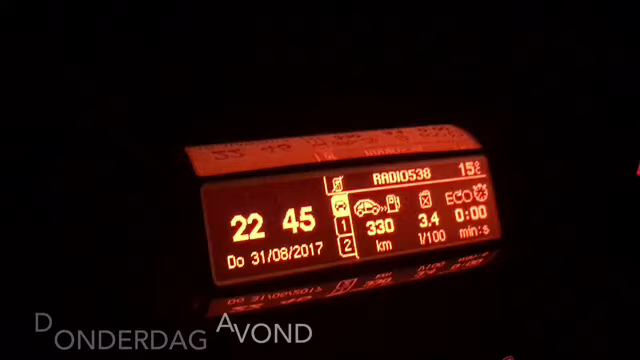 RADIO538 15°C
22 45
Do 31/08/2017
1
2
330
km
3.4
l/100
ECO
0:00
min:s
DONDERDAG AVOND